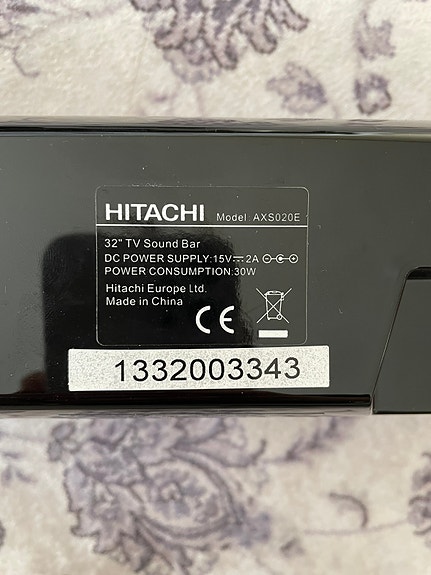 HITACHI Model: AXS020E
32" TV Sound Bar
DC POWER SUPPLY:15V⎓2A
POWER CONSUMPTION:30W
Hitachi Europe Ltd.
Made in China
CE
1332003343